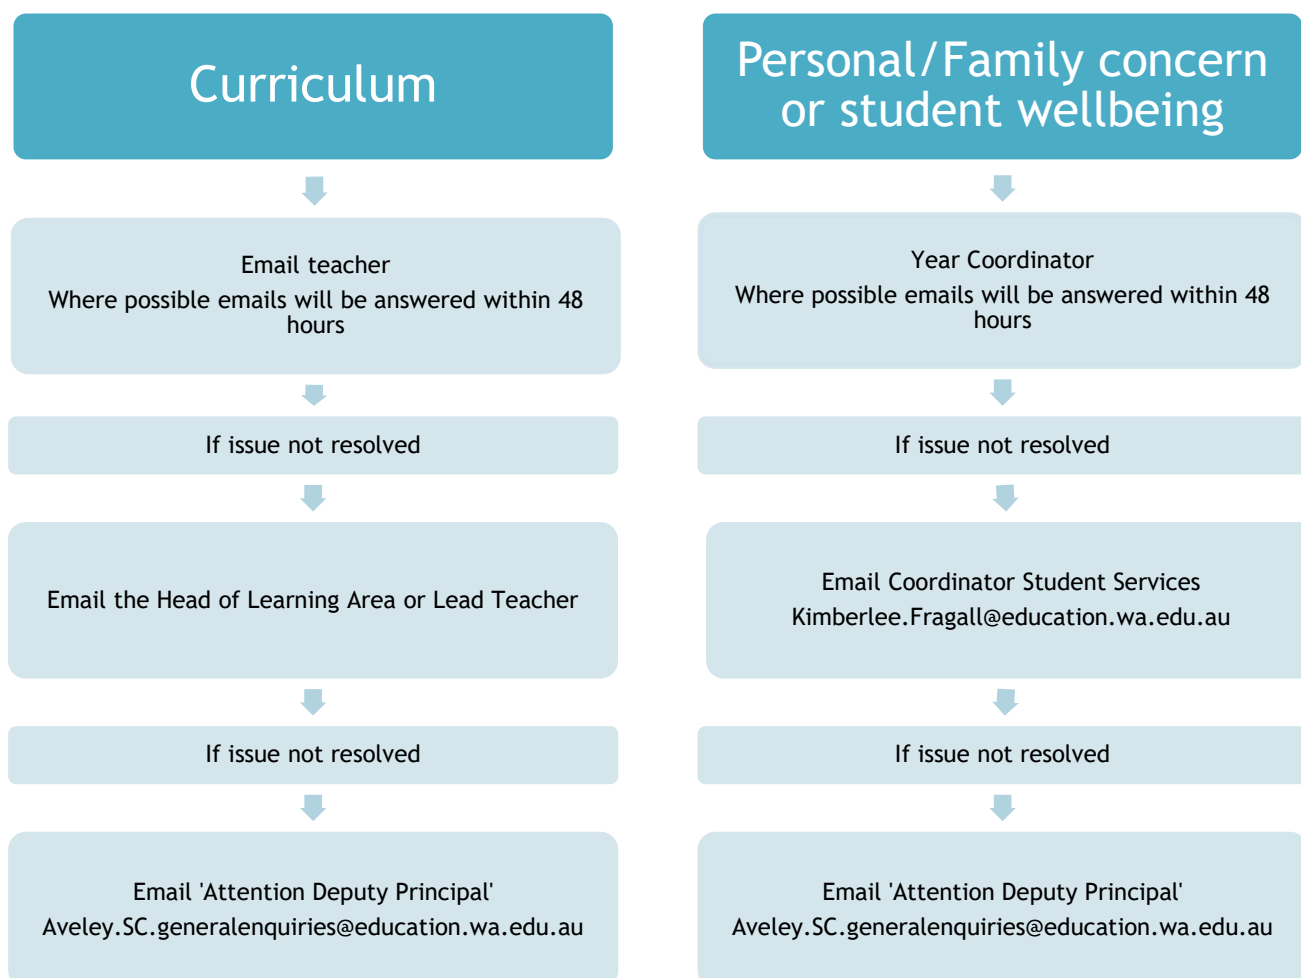 Curriculum
Email teacher
Where possible emails will be answered within 48
hours
If issue not resolved
Email the Head of Learning Area or Lead Teacher
If issue not resolved
Email 'Attention Deputy Principal'
Aveley.SC.generalenquiries@education.wa.edu.au
Personal/Family concern
or student wellbeing
Year Coordinator
Where possible emails will be answered within 48
hours
If issue not resolved
Email Coordinator Student Services
Kimberlee.Fragall@education.wa.edu.au
If issue not resolved
Email 'Attention Deputy Principal'
Aveley.SC.generalenquiries@education.wa.edu.au